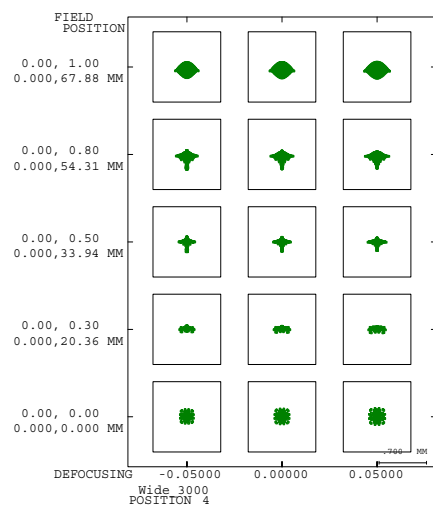 FIELD
POSITION
0.00, 1.00
0.000,67.88 MM
0.00, 0.80
0.000,54.31 MM
0.00, 0.50
0.000,33.94 MM
0.00, 0.30
0.000,20.36 MM
0.00, 0.00
0.000,0.000 MM
.700 MM
DEFOCUSING -0.05000 0.00000 0.05000
Wide 3000
POSITION 4